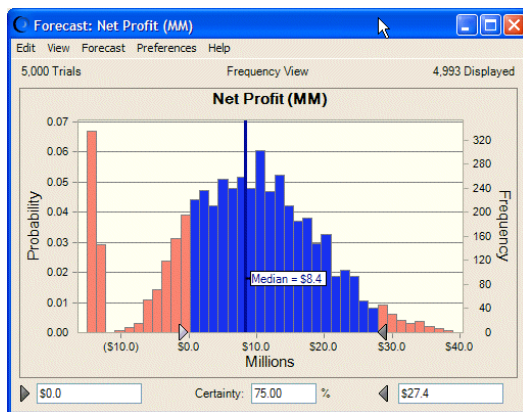 Forecast: Net Profit (MM)
Edit View Forecast Preferences Help
5,000 Trials Frequency View 4,993 Displayed
Net Profit (MM)
Probability
0.07
0.06
0.05
0.04
0.03
0.02
0.01
0.00
Median = $8.4
320
280
240
200
160
120
80
40
0
Frequency
($10.0) $0.0 $10.0 $20.0 $30.0 $40.0
Millions
$0.0 Certainty: 75.00 % $27.4